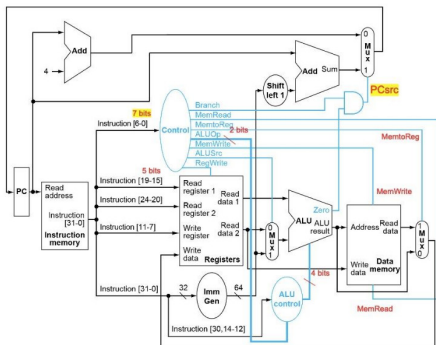 Add
4
Add
Sum
0
Mux
1
Shift
left 1
PCsrc
7 bits
Instruction [6-0]
Control
Branch
MemRead
MemtoReg
ALUOp
2 bits
MemWrite
ALUSrc
RegWrite
MemtoReg
5 bits
PC
Read
address
Instruction
[31-0]
Instruction
memory
Instruction [19-15]
Instruction [24-20]
Instruction [11-7]
Read
register 1
Read
register 2
Write
register
Write
data
Read
data 1
Read
data 2
Registers
0
Mux
1
ALU
Zero
ALU
result
MemWrite
Address
Read
data
Write
data
Data
memory
1
Mux
0
4 bits
MemRead
Instruction [31-0]
32
Imm
Gen
64
ALU
control
Instruction [30,14-12]